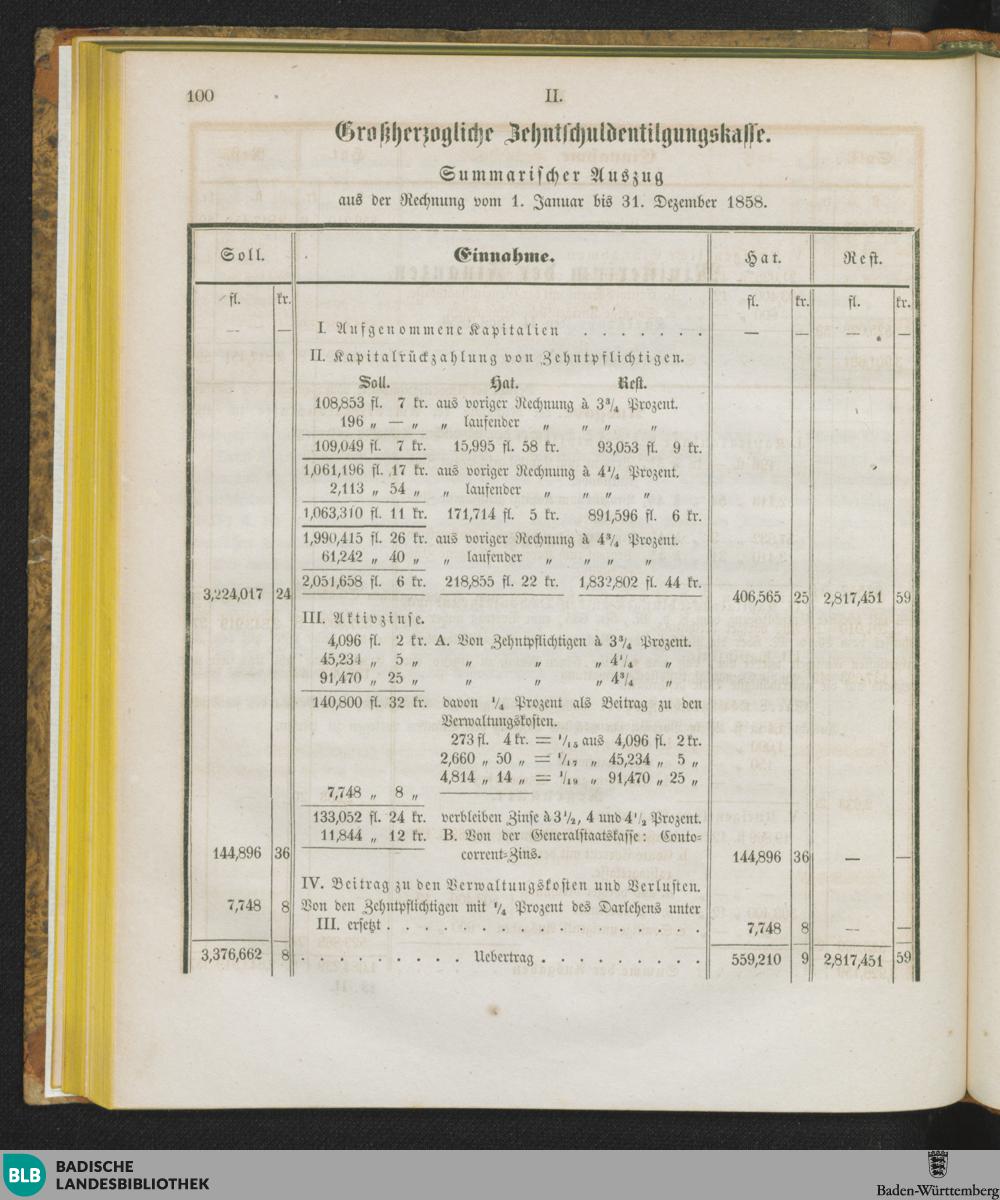 100 II.
Großherzogliche Zehntschuldentilgungskasse.
Summarischer Auszug
aus der Rechnung vom 1. Januar bis 31. Dezember 1858.
Soll. Einnahme. Hat. Rest.
fl. kr. fl. kr. fl. kr.
— — I. Aufgenommene Kapitalien . . . . . . . — — — —
II. Kapitalrückzahlung von Zehntpflichtigen.
Soll. Hat. Rest.
108,853 fl. 7 kr. aus voriger Rechnung à 3¾ Prozent.
196 „ — „ „ laufender „ „ „ „
109,049 fl. 7 kr. 15,995 fl. 58 kr. 93,053 fl. 9 kr.
1,061,196 fl. 17 kr. aus voriger Rechnung à 4¼ Prozent.
2,113 „ 54 „ „ laufender „ „ „ „
1,063,310 fl. 11 kr. 171,714 fl. 5 kr. 891,596 fl. 6 kr.
1,990,415 fl. 26 kr. aus voriger Rechnung à 4¾ Prozent.
61,242 „ 40 „ „ laufender „ „ „ „
2,051,658 fl. 6 kr. 218,855 fl. 22 kr. 1,832,802 fl. 44 kr.
3,224,017 24 406,565 25 2,817,451 59
III. Aktivzinse.
4,096 fl. 2 kr. A. Von Zehntpflichtigen à 3¾ Prozent.
45,234 „ 5 „ „ „ „ 4¼ „
91,470 „ 25 „ „ „ „ 4¾ „
140,800 fl. 32 kr. davon ¼ Prozent als Beitrag zu den
Verwaltungskosten.
273 fl. 4 kr. = 1/15 aus 4,096 fl. 2 kr.
2,660 „ 50 „ = 1/17 „ 45,234 „ 5 „
4,814 „ 14 „ = 1/19 „ 91,470 „ 25 „
7,748 „ 8 „
133,052 fl. 24 kr. verbleiben Zinse à 3½, 4 und 4½ Prozent.
11,844 „ 12 kr. B. Von der Generalstaatskasse: Conto-
144,896 36 corrent-Zins. 144,896 36 — —
IV. Beitrag zu den Verwaltungskosten und Verlusten.
7,748 8 Von den Zehntpflichtigen mit ¼ Prozent des Darlehens unter
III. ersetzt . . . . . . . . . . . . . . . . 7,748 8 — —
3,376,662 8 . . . . . . . . . Uebertrag . . . . . . . . . 559,210 9 2,817,451 59
BLB BADISCHE
LANDESBIBLIOTHEK
Baden-Württemberg